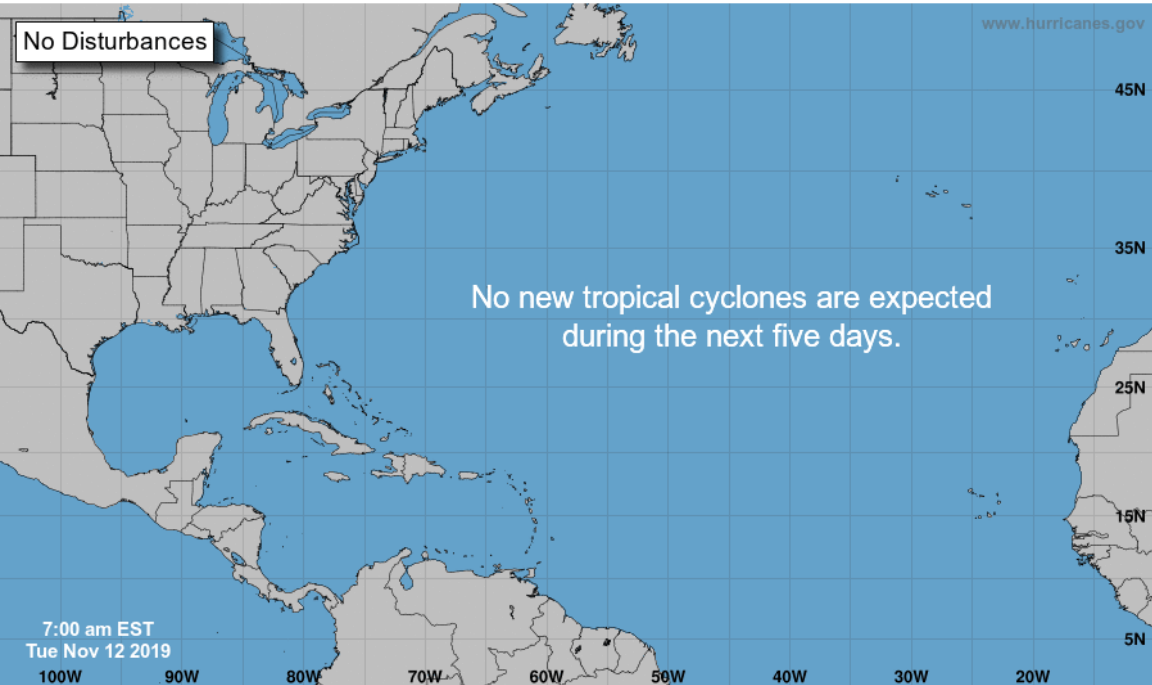 No Disturbances
www.hurricanes.gov
45N
35N
No new tropical cyclones are expected
during the next five days.
25N
15N
7:00 am EST
Tue Nov 12 2019
5N
100W 90W 80W 70W 60W 50W 40W 30W 20W